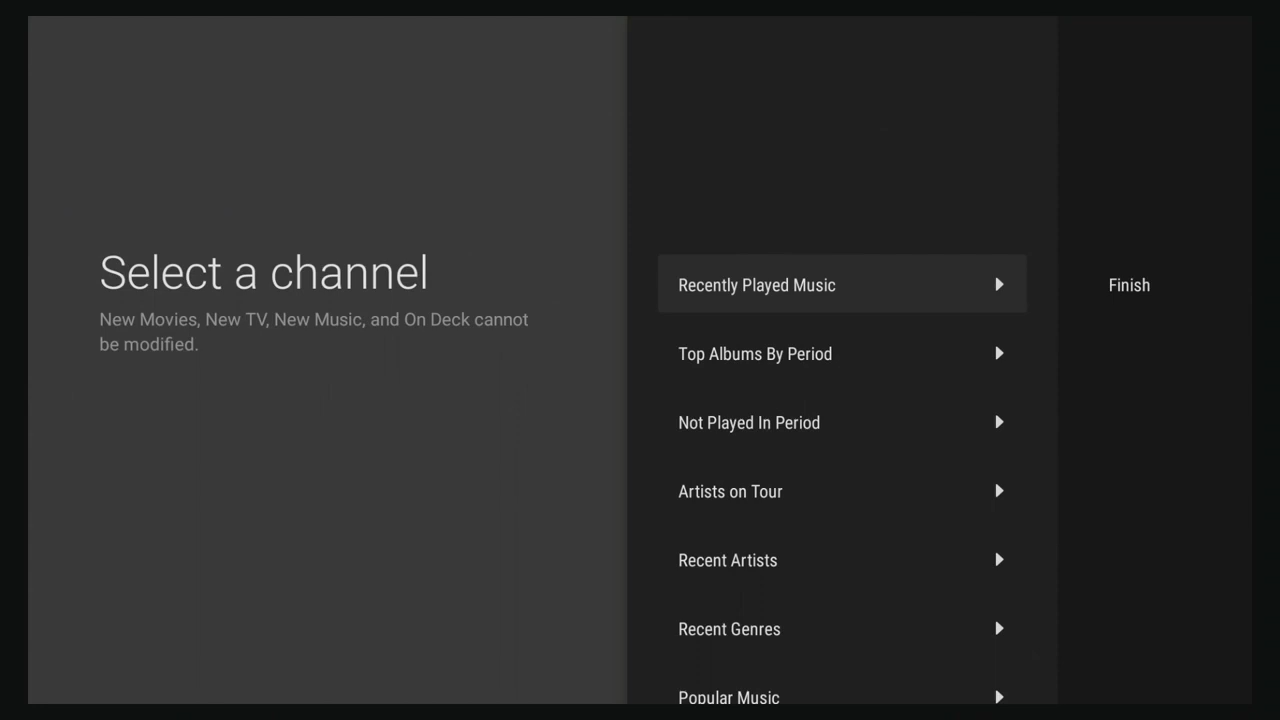 Select a channel
New Movies, New TV, New Music, and On Deck cannot
be modified.
Recently Played Music
Top Albums By Period
Not Played In Period
Artists on Tour
Recent Artists
Recent Genres
Popular Music
Finish